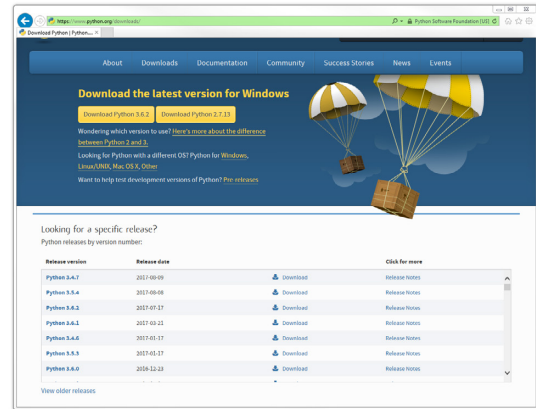 https://www.python.org/downloads/
Python Software Foundation [US]
Download Python | Python....
About Downloads Documentation Community Success Stories News Events
Download the latest version for Windows
Download Python 3.6.2 Download Python 2.7.13
Wondering which version to use? Here's more about the difference
between Python 2 and 3.
Looking for Python with a different OS? Python for Windows,
Linux/UNIX, Mac OS X, Other
Want to help test development versions of Python? Pre-releases
Looking for a specific release?
Python releases by version number:
Release version Release date Click for more
Python 3.4.7 2017-08-09 Download Release Notes
Python 3.5.4 2017-08-08 Download Release Notes
Python 3.6.2 2017-07-17 Download Release Notes
Python 3.6.1 2017-03-21 Download Release Notes
Python 3.4.6 2017-01-17 Download Release Notes
Python 3.5.3 2017-01-17 Download Release Notes
Python 3.6.0 2016-12-23 Download Release Notes
View older releases